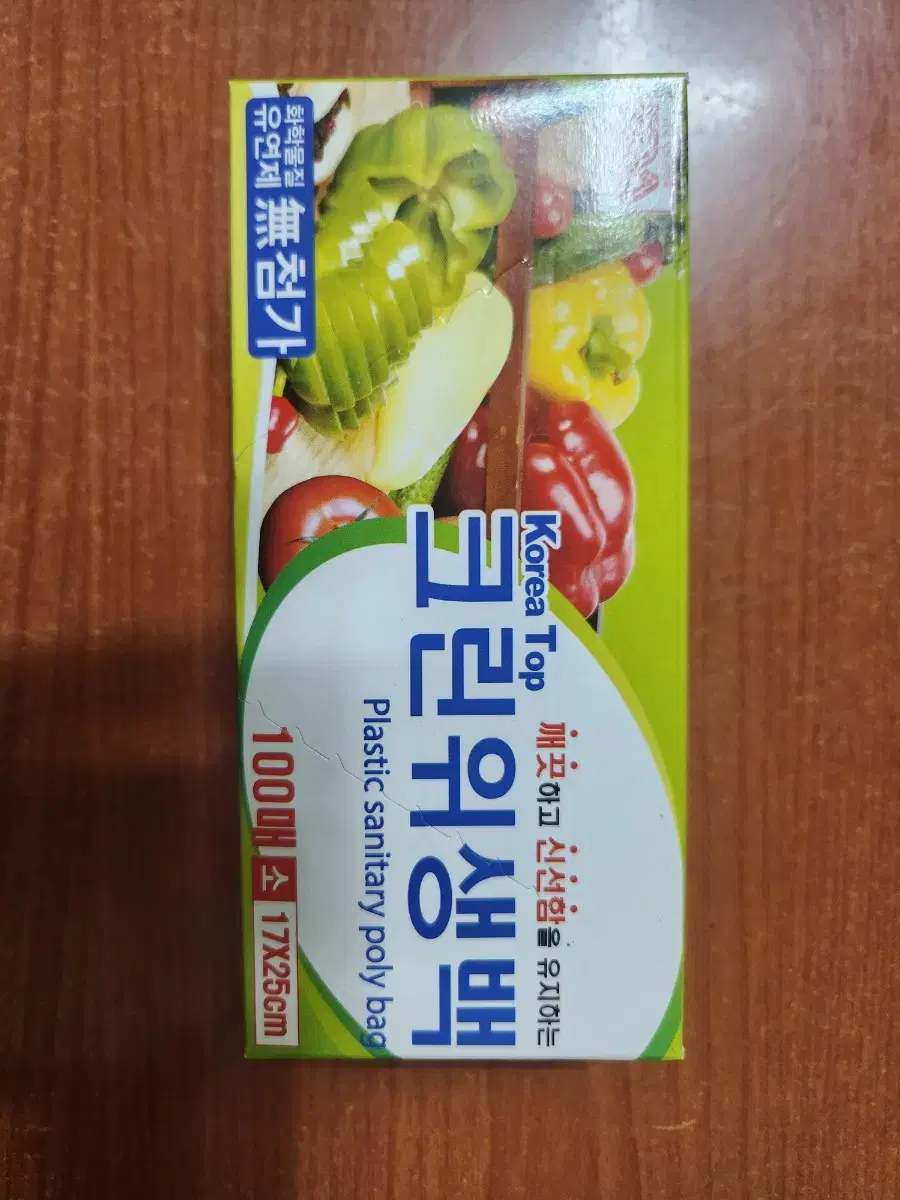 화학물질
유연제 無첨가
깨끗하고 신선함을 유지하는
Korea Top
코린위생백
Plastic sanitary poly bag
100매 소 17X25cm